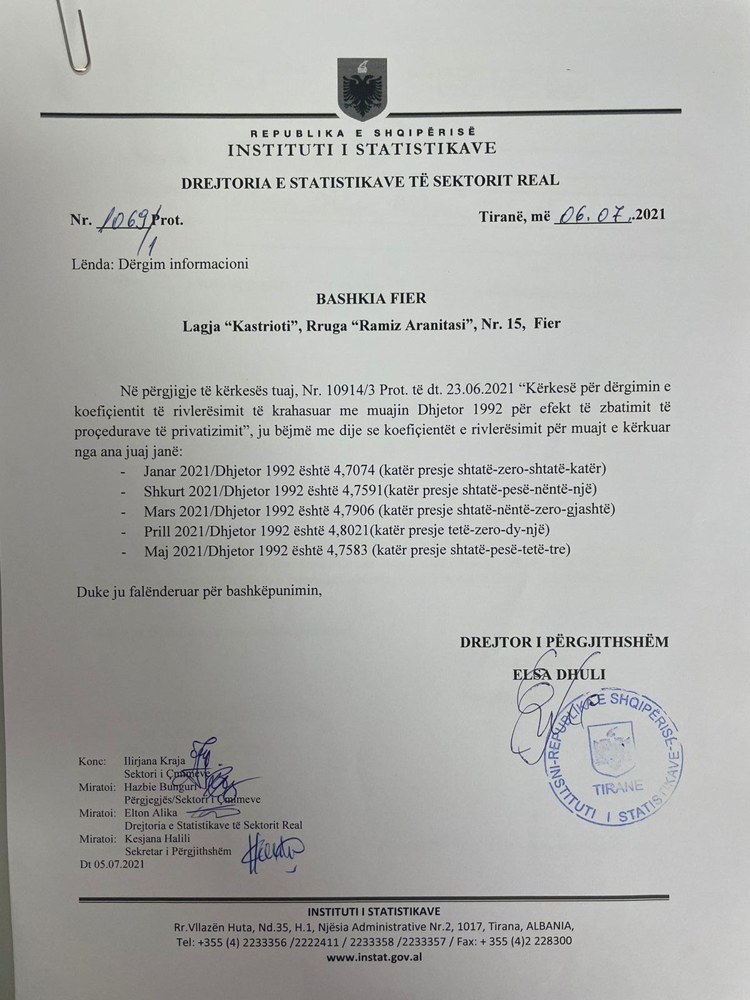 REPUBLIKA E SHQIPËRISË
INSTITUTI I STATISTIKAVE
DREJTORIA E STATISTIKAVE TË SEKTORIT REAL
Nr. 1069/1 Prot. Tiranë, më 06.07.2021
Lënda: Dërgim informacioni
BASHKIA FIER
Lagja “Kastrioti”, Rruga “Ramiz Aranitasi”, Nr. 15, Fier
Në përgjigje të kërkesës tuaj, Nr. 10914/3 Prot. të dt. 23.06.2021 “Kërkesë për dërgimin e
koefiçientit të rivlerësimit të krahasuar me muajin Dhjetor 1992 për efekt të zbatimit të
proçedurave të privatizimit”, ju bëjmë me dije se koefiçientët e rivlerësimit për muajt e kërkuar
nga ana juaj janë:
- Janar 2021/Dhjetor 1992 është 4,7074 (katër presje shtatë-zero-shtatë-katër)
- Shkurt 2021/Dhjetor 1992 është 4,7591(katër presje shtatë-pesë-nëntë-një)
- Mars 2021/Dhjetor 1992 është 4,7906 (katër presje shtatë-nëntë-zero-gjashtë)
- Prill 2021/Dhjetor 1992 është 4,8021(katër presje tetë-zero-dy-një)
- Maj 2021/Dhjetor 1992 është 4,7583 (katër presje shtatë-pesë-tetë-tre)
Duke ju falënderuar për bashkëpunimin,
DREJTOR I PËRGJITHSHËM
ELSA DHULI
REPUBLIKA E SHQIPËRISË
INSTITUTI I STATISTIKAVE
TIRANE
Konc: Ilirjana Kraja
Sektori i Çmimeve
Miratoi: Hazbie Bunguri
Përgjegjës/Sektori i Çmimeve
Miratoi: Elton Alika
Drejtoria e Statistikave të Sektorit Real
Miratoi: Kesjana Halili
Sekretar i Përgjithshëm
Dt 05.07.2021
INSTITUTI I STATISTIKAVE
Rr.Vllazën Huta, Nd.35, H.1, Njësia Administrative Nr.2, 1017, Tirana, ALBANIA,
Tel: +355 (4) 2233356 /2222411 / 2233358 /2233357 / Fax: + 355 (4)2 228300
www.instat.gov.al